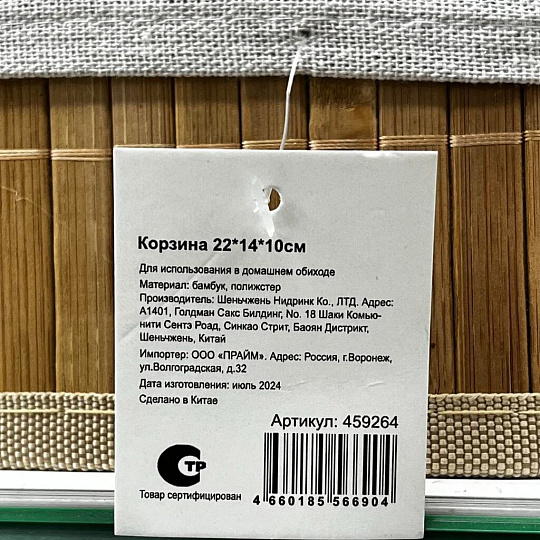 Корзина 22*14*10см
Для использования в домашнем обиходе
Материал: бамбук, полиэстер
Производитель: Шеньчжень Нидринк Ко., ЛТД. Адрес:
А1401, Голдман Сакс Билдинг, No. 18 Шаки Комью-
нити Сентэ Роад, Синкао Стрит, Баоян Дистрикт,
Шеньчжень, Китай
Импортер: ООО «ПРАЙМ». Адрес: Россия, г.Воронеж,
ул.Волгоградская, д.32
Дата изготовления: июль 2024
Сделано в Китае
Артикул: 459264
СТР
Товар сертифицирован
4 660185 566904